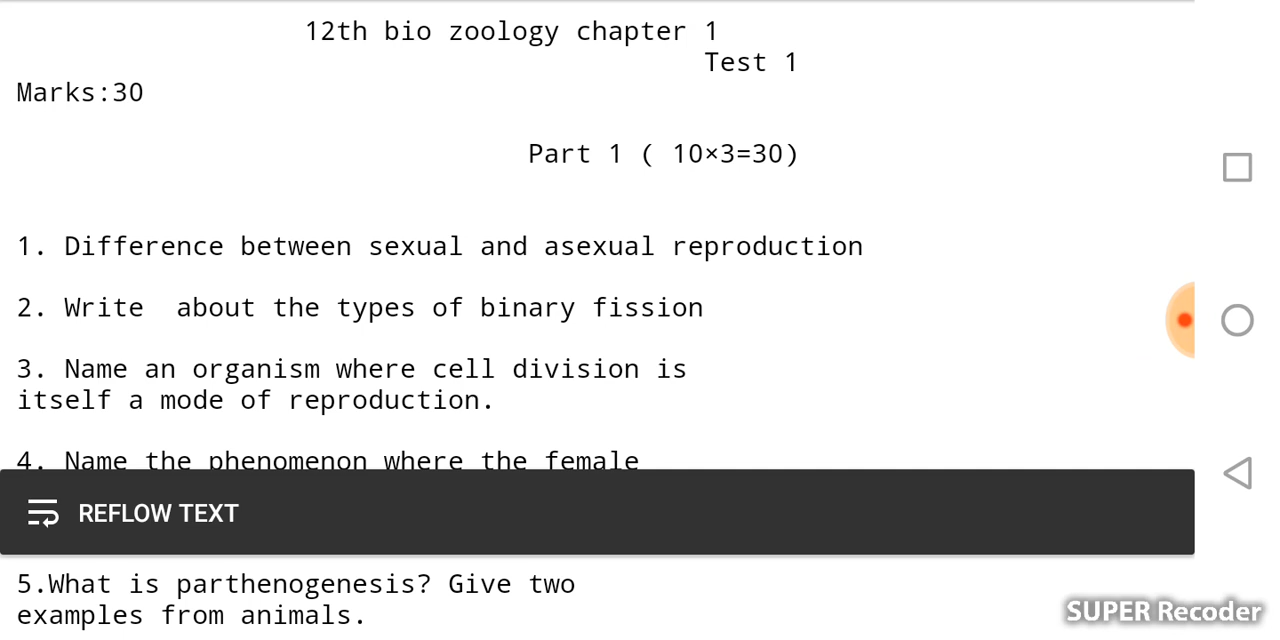 12th bio zoology chapter 1
Test 1
Marks:30
Part 1 ( 10×3=30)
1. Difference between sexual and asexual reproduction
2. Write about the types of binary fission
3. Name an organism where cell division is
itself a mode of reproduction.
4. Name the phenomenon where the female
REFLOW TEXT
5.What is parthenogenesis? Give two
examples from animals.
SUPER Recoder